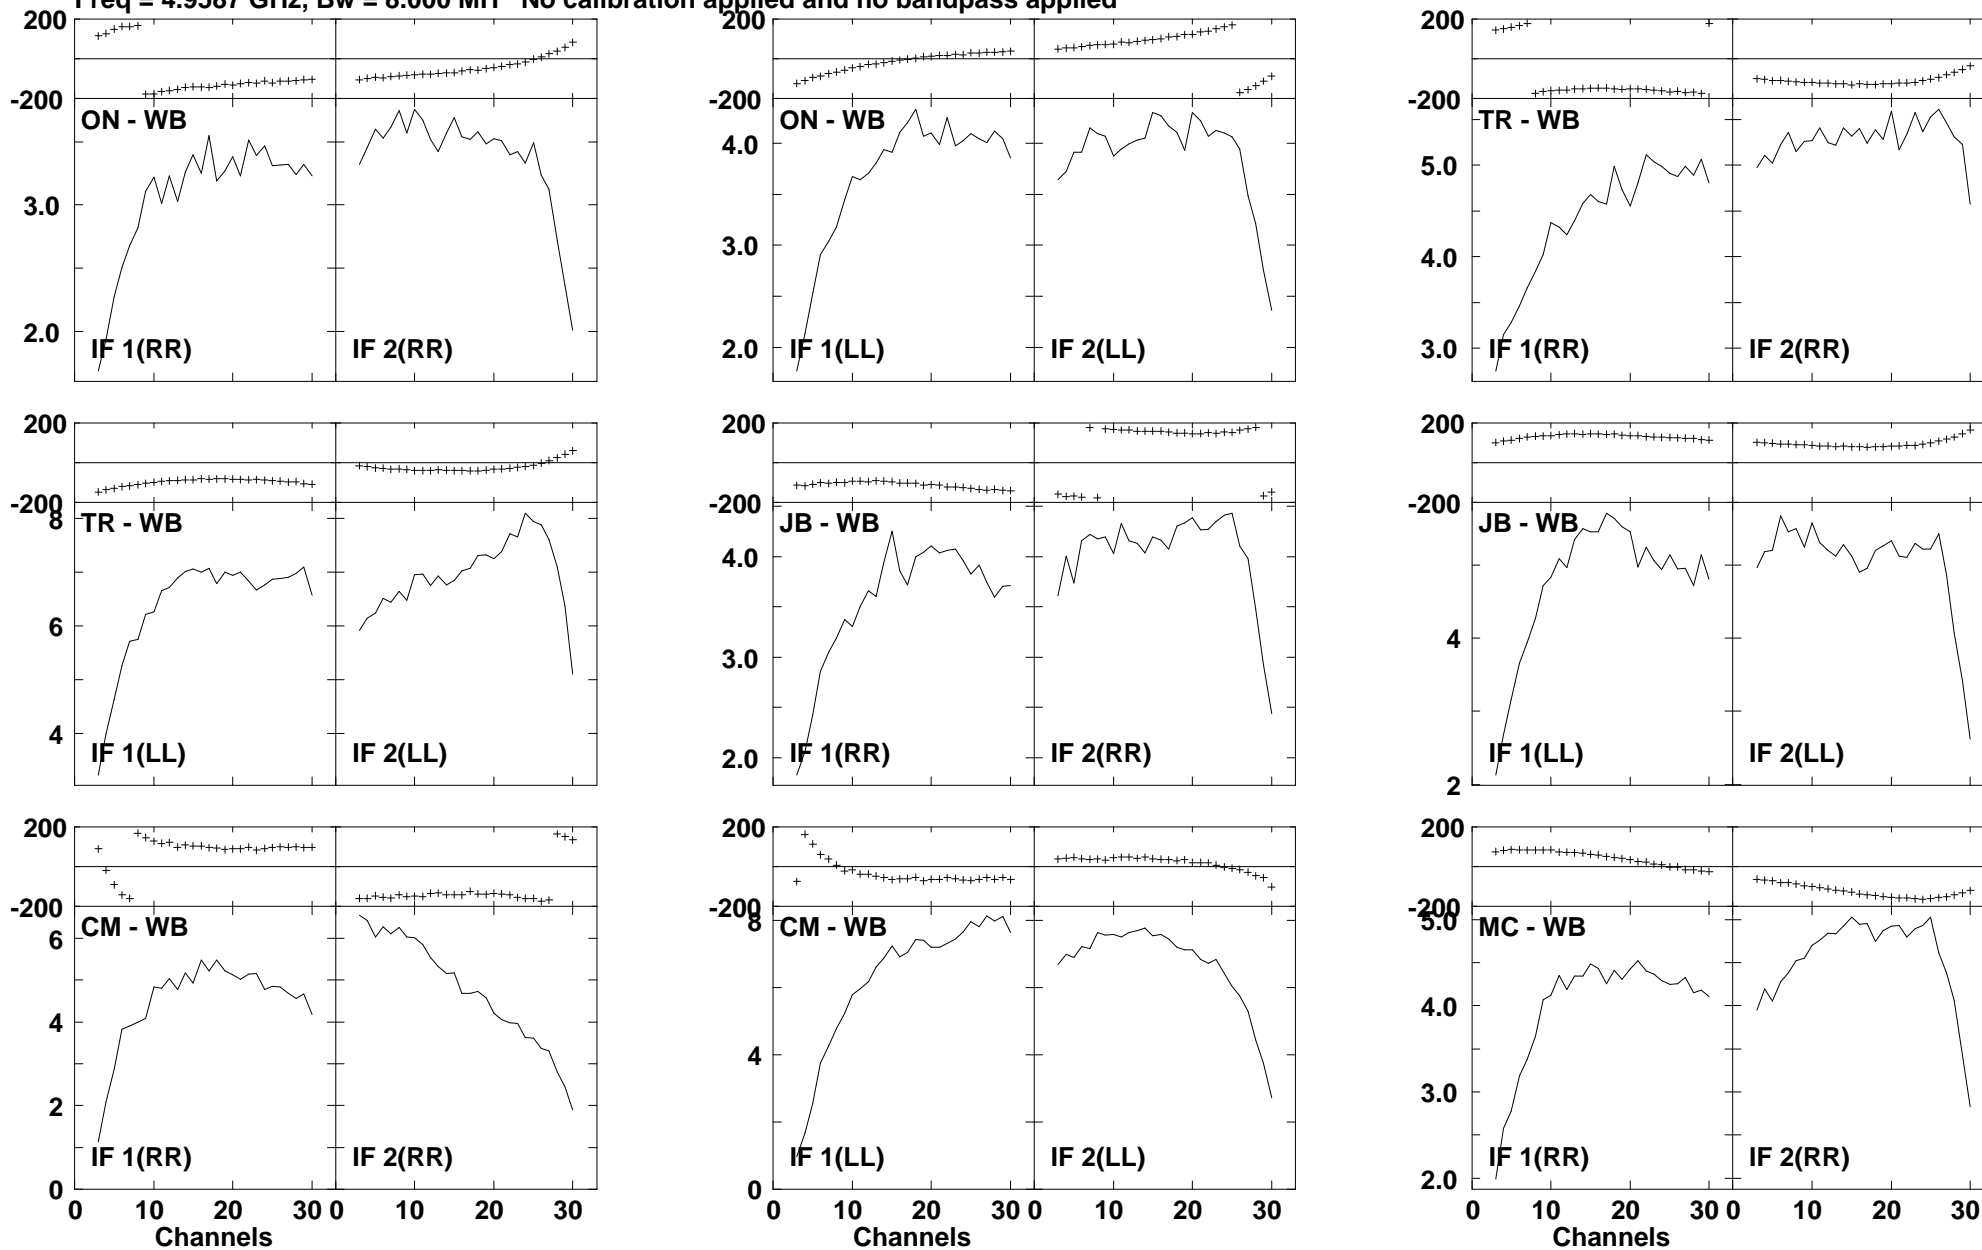 Freq = 4.9587 GHz, Bw = 8.000 MH No calibration applied and no bandpass applied
200
-200
ON - WB
3.0
2.0
IF 1(RR)
IF 2(RR)
ON - WB
4.0
3.0
2.0
IF 1(LL)
IF 2(LL)
200
-200
TR - WB
5.0
4.0
3.0
IF 1(RR)
IF 2(RR)
200
-200
8
TR - WB
6
4
IF 1(LL)
IF 2(LL)
JB - WB
4.0
3.0
2.0
IF 1(RR)
IF 2(RR)
200
-200
JB - WB
4
2
IF 1(LL)
IF 2(LL)
200
-200
CM - WB
6
4
2
0
IF 1(RR)
IF 2(RR)
0 10 20 30 0 10 20 30
Channels
200
-200
8
CM - WB
4
0
IF 1(LL)
IF 2(LL)
0 10 20 30 0 10 20 30
Channels
200
-200
5.0
MC - WB
4.0
3.0
2.0
IF 1(RR)
IF 2(RR)
0 10 20 30 0 10 20 30
Channels